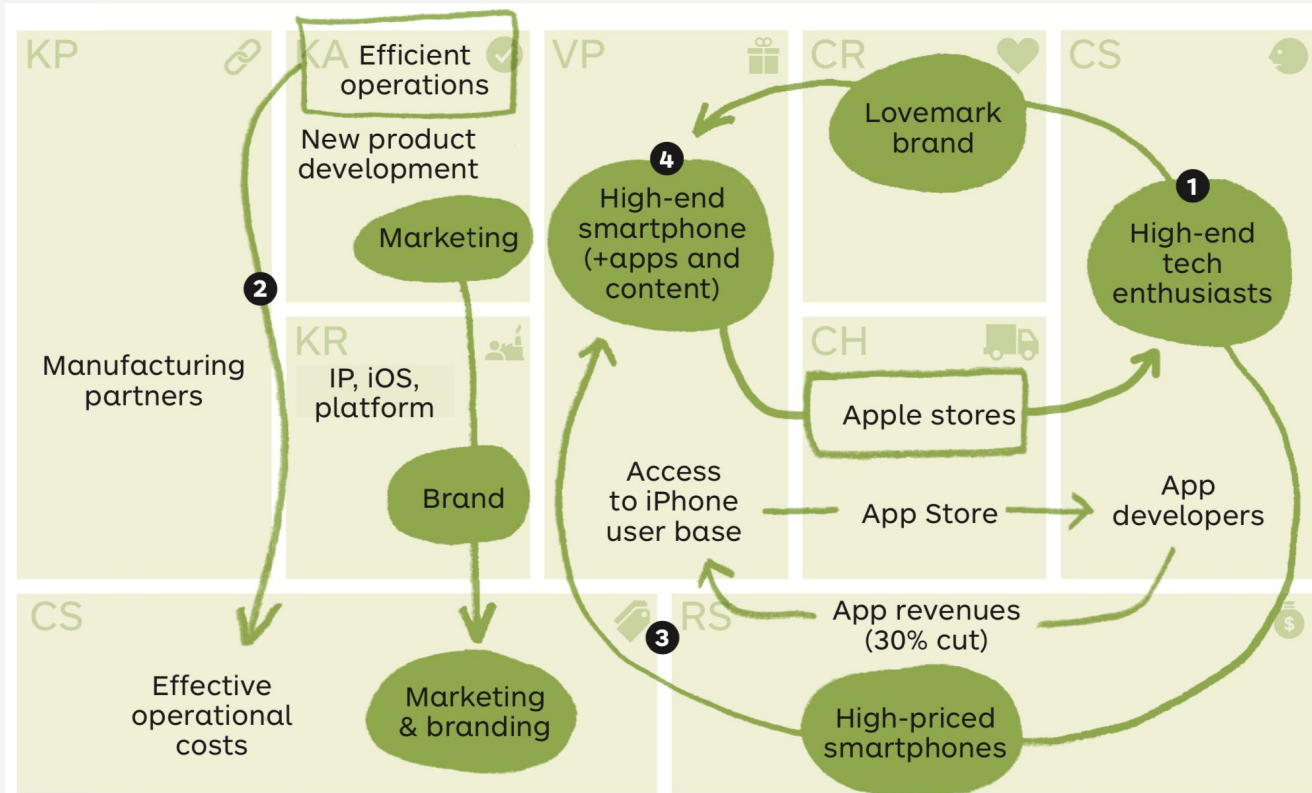 KP
KA
Efficient
operations
New product
development
Marketing
2
Manufacturing
partners
KR
IP, iOS,
platform
Brand
VP
4
High-end
smartphone
(+apps and
content)
Access
to iPhone
user base
CR
Lovemark
brand
CH
Apple stores
App Store
CS
1
High-end
tech
enthusiasts
App
developers
CS
Effective
operational
costs
Marketing
& branding
3
RS
$
App revenues
(30% cut)
High-priced
smartphones